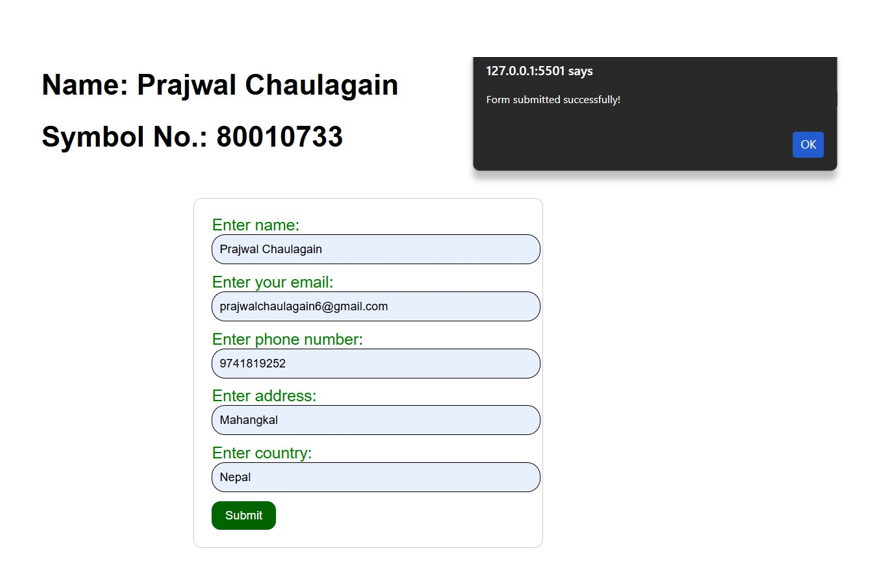 Name: Prajwal Chaulagain
Symbol No.: 80010733
127.0.0.1:5501 says
Form submitted successfully!
OK
Enter name:
Prajwal Chaulagain
Enter your email:
prajwalchaulagain6@gmail.com
Enter phone number:
9741819252
Enter address:
Mahangkal
Enter country:
Nepal
Submit